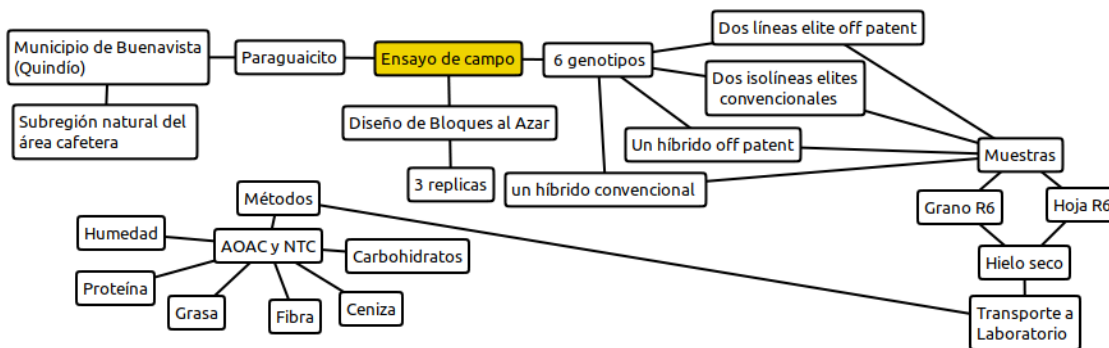 Municipio de Buenavista
(Quindío)
Paraguaicito
Ensayo de campo
6 genotipos
Dos líneas elite off patent
Dos isolíneas elites
convencionales
Subregión natural del
área cafetera
Diseño de Bloques al Azar
Un híbrido off patent
Muestras
3 replicas
un híbrido convencional
Métodos
Grano R6
Hoja R6
Humedad
AOAC y NTC
Carbohidratos
Hielo seco
Proteína
Grasa
Fibra
Ceniza
Transporte a
Laboratorio